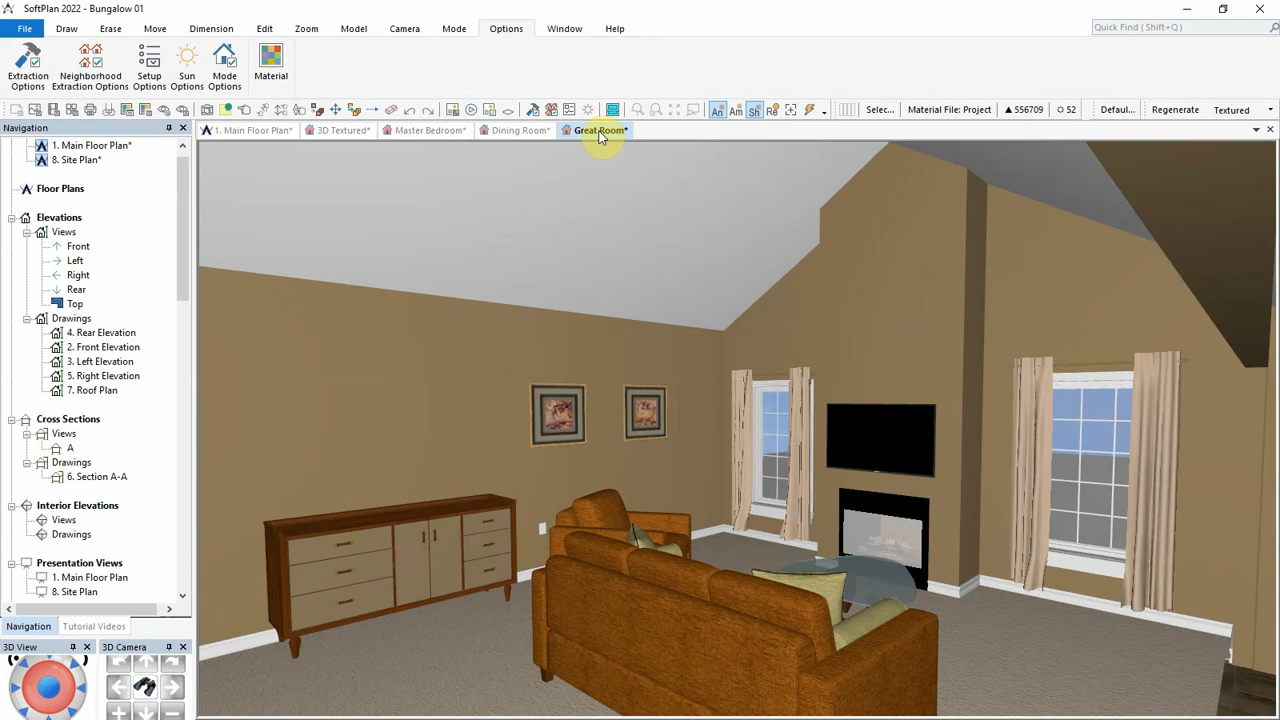 SoftPlan 2022 - Bungalow 01
File Draw Erase Move Dimension Edit Zoom Model Camera Mode Options Window Help
Quick Find ( Shift+Q )
Extraction Options
Neighborhood Extraction Options
Setup Options
Sun Options
Mode Options
Material
An Am Sh Re
Selec...
Material File: Project
556709
52
Defaul...
Regenerate
Textured
Navigation
1. Main Floor Plan* 3D Textured* Master Bedroom* Dining Room* Great Room*
1. Main Floor Plan*
8. Site Plan*
Floor Plans
Elevations
Views
Front
Left
Right
Rear
Top
Drawings
4. Rear Elevation
2. Front Elevation
3. Left Elevation
5. Right Elevation
7. Roof Plan
Cross Sections
Views
A
Drawings
6. Section A-A
Interior Elevations
Views
Drawings
Presentation Views
1. Main Floor Plan
8. Site Plan
Navigation Tutorial Videos
3D View 3D Camera